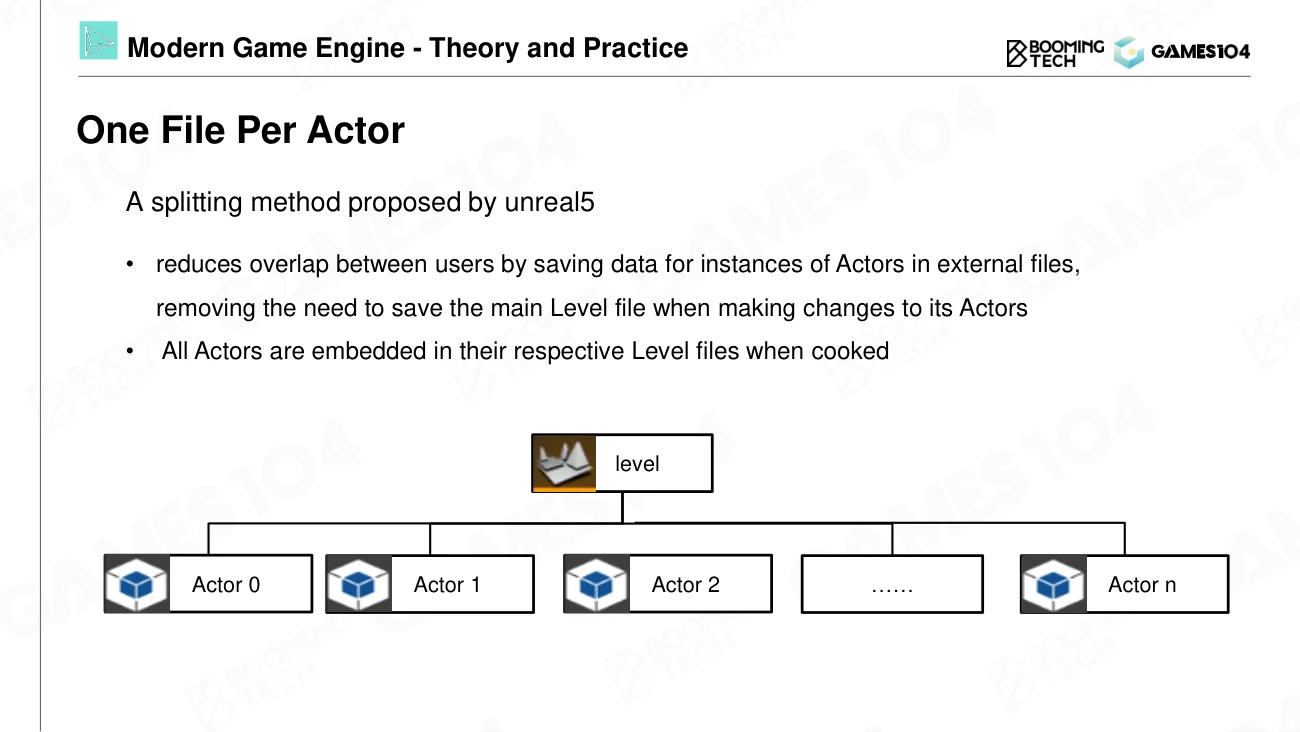 Modern Game Engine - Theory and Practice
BOOMING
TECH
GAMES104
One File Per Actor
A splitting method proposed by unreal5
• reduces overlap between users by saving data for instances of Actors in external files,
removing the need to save the main Level file when making changes to its Actors
• All Actors are embedded in their respective Level files when cooked
level
Actor 0
Actor 1
Actor 2
……
Actor n